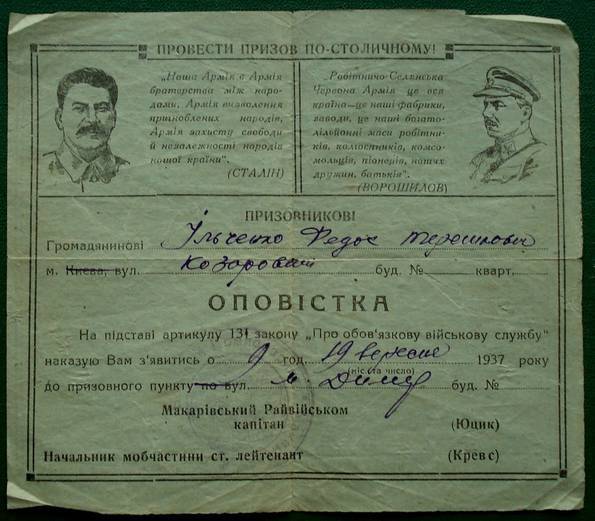 ПРОВЕСТИ ПРИЗОВ ПО-СТОЛИЧНОМУ!
„Наша Армія є Армія
братерства між наро-
дами, Армія визволення
пригноблених народів,
Армія захисту свободи
й незалежності народів
нашої країни".
(СТАЛІН)
„Робітничо-Селянська
Червона Армія це вся
країна—це наші фабрики,
заводи, це наші багато-
мільйонні маси робітни-
ків, колгоспників, комсо-
мольців, піонерів, наших
дружин, батьків".
(ВОРОШИЛОВ)
ПРИЗОВНИКОВІ
Громадянинові Ільченко Федос Терешкович
м. Києва, вул. буд. № кварт.
ОПОВІСТКА
На підставі артикулу 131 закону „Про обов'язкову військову службу"
наказую Вам з'явитись о 9 год. 19 вересня 1937 року
(міс. та число)
до призовного пункту по вул. м. Димер буд. №
Макарівський Райвійськом
капітан (Юцик)
Начальник мобчастини ст. лейтенант (Кревс)